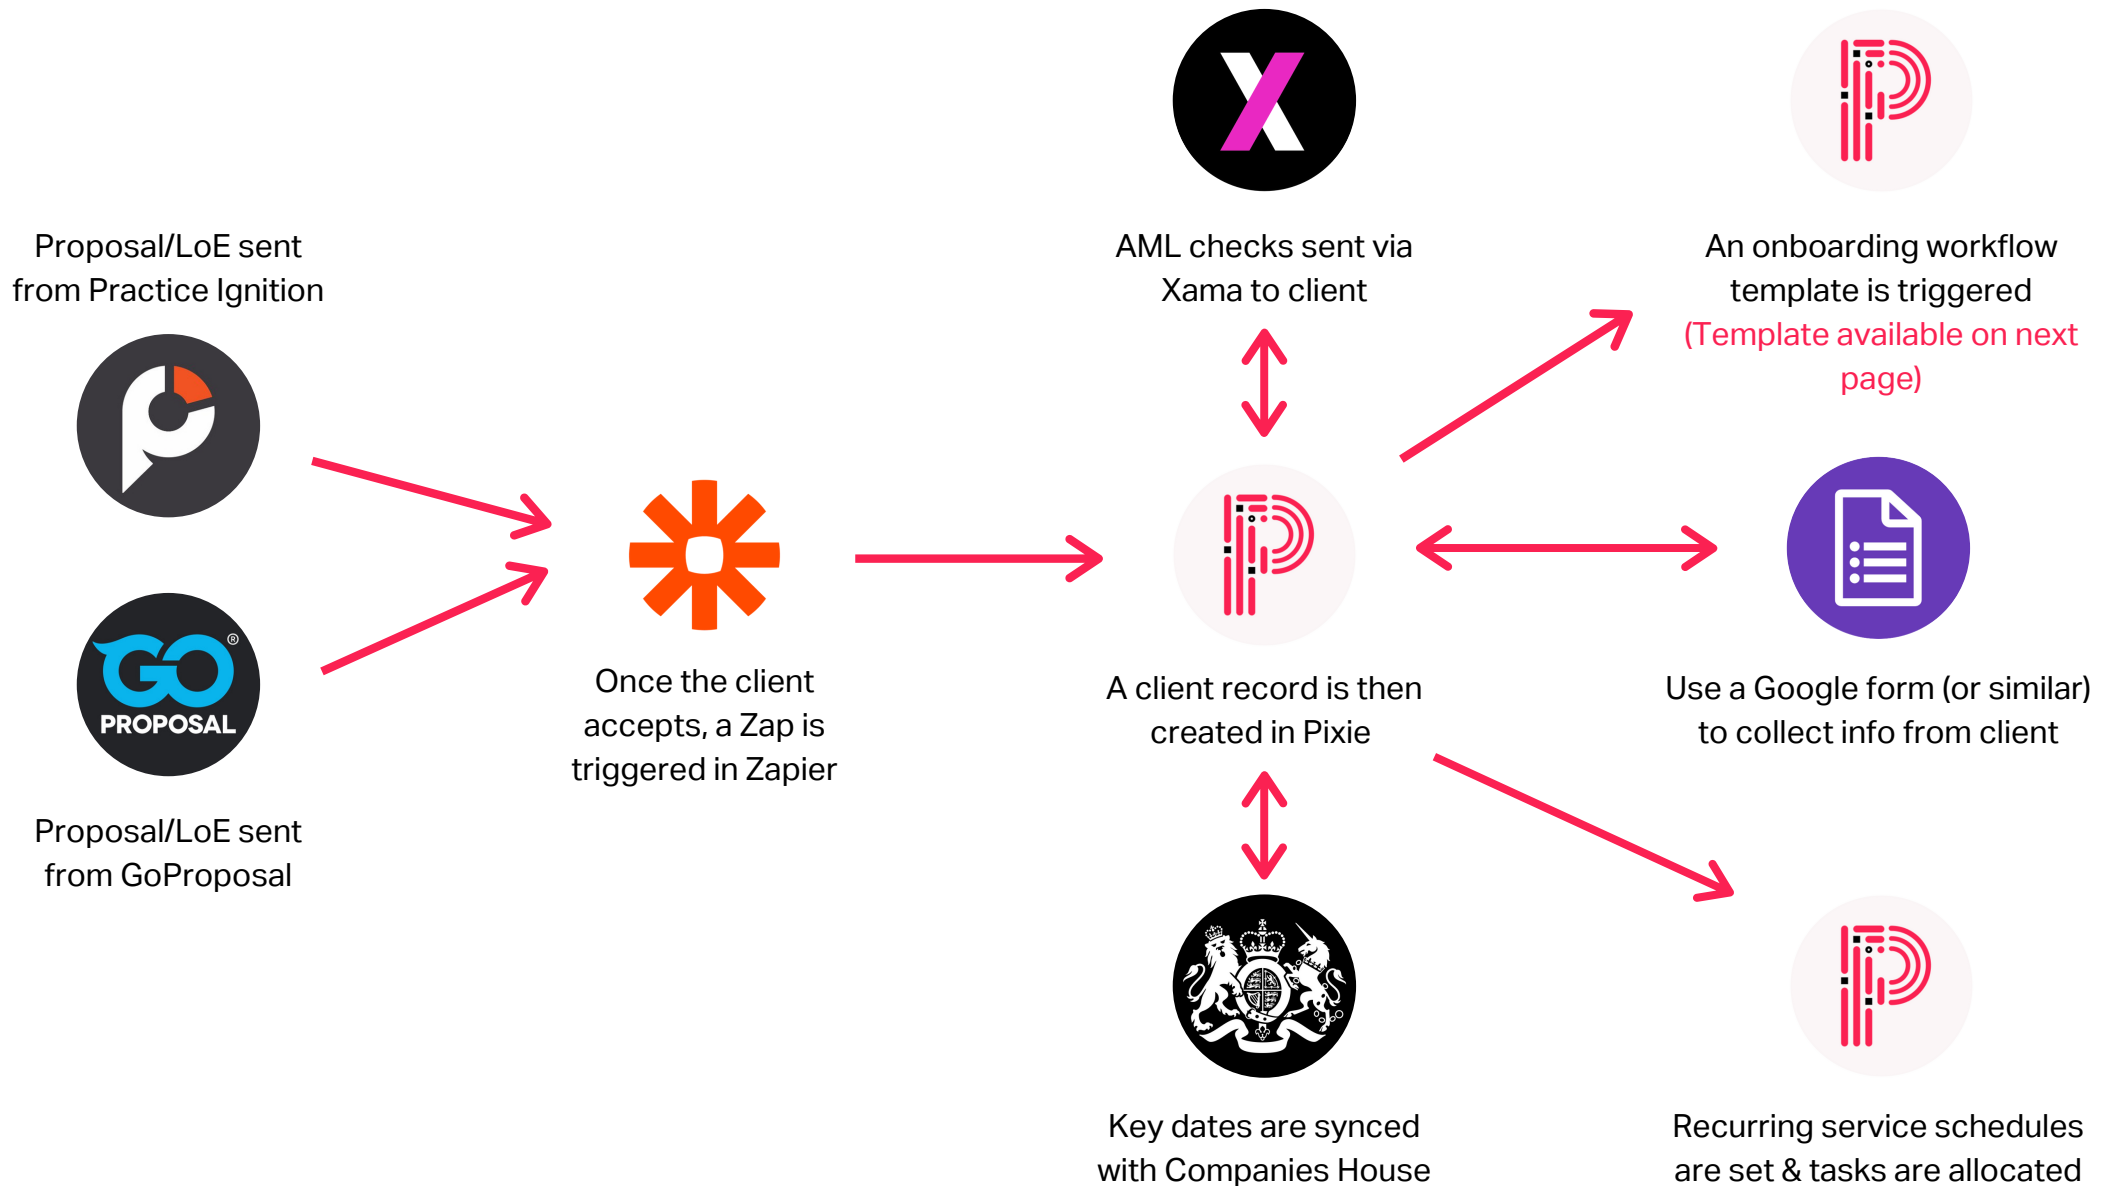 Proposal/LoE sent
from Practice Ignition
GO®
PROPOSAL
Proposal/LoE sent
from GoProposal
Once the client
accepts, a Zap is
triggered in Zapier
AML checks sent via
Xama to client
A client record is then
created in Pixie
Key dates are synced
with Companies House
An onboarding workflow
template is triggered
(Template available on next
page)
Use a Google form (or similar)
to collect info from client
Recurring service schedules
are set & tasks are allocated